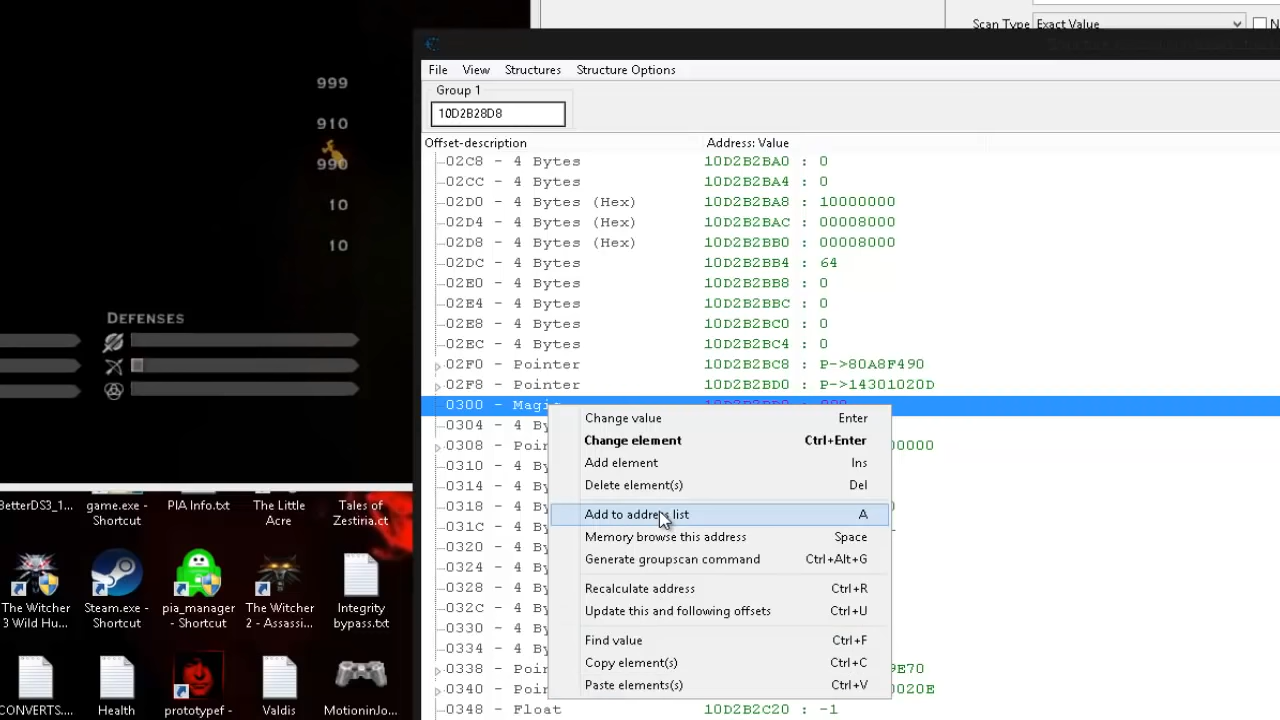 Scan Type Exact Value
File View Structures Structure Options
Group 1
10D2B28D8
Offset-description Address: Value
02C8 - 4 Bytes 10D2B2BA0 : 0
02CC - 4 Bytes 10D2B2BA4 : 0
02D0 - 4 Bytes (Hex) 10D2B2BA8 : 10000000
02D4 - 4 Bytes (Hex) 10D2B2BAC : 00008000
02D8 - 4 Bytes (Hex) 10D2B2BB0 : 00008000
02DC - 4 Bytes 10D2B2BB4 : 64
02E0 - 4 Bytes 10D2B2BB8 : 0
02E4 - 4 Bytes 10D2B2BBC : 0
02E8 - 4 Bytes 10D2B2BC0 : 0
02EC - 4 Bytes 10D2B2BC4 : 0
02F0 - Pointer 10D2B2BC8 : P->80A8F490
02F8 - Pointer 10D2B2BD0 : P->14301020D
0300 - Magi
0304 - 4 By
0308 - Poi 00000
0310 - 4 By
0314 - 4 By
0318 - 4 By
031C - 4 By
0320 - 4 By
0324 - 4 By
0328 - 4 By
032C - 4 By
0330 - 4 By
0334 - 4 By
0338 - Poi 9E70
0340 - Poi 0020E
0348 - Float 10D2B2C20 : -1
Change value Enter
Change element Ctrl+Enter
Add element Ins
Delete element(s) Del
Add to address list A
Memory browse this address Space
Generate groupscan command Ctrl+Alt+G
Recalculate address Ctrl+R
Update this and following offsets Ctrl+U
Find value Ctrl+F
Copy element(s) Ctrl+C
Paste elements(s) Ctrl+V
999
910
990
10
10
DEFENSES
BetterDS3_1...
game.exe -
Shortcut
PIA Info.txt
The Little
Acre
Tales of
Zestiria.ct
The Witcher
3 Wild Hu...
Steam.exe -
Shortcut
pia_manager
- Shortcut
The Witcher
2 - Assassi...
Integrity
bypass.txt
CONVERTS....
Health
prototypef -
Valdis
MotioninJo...